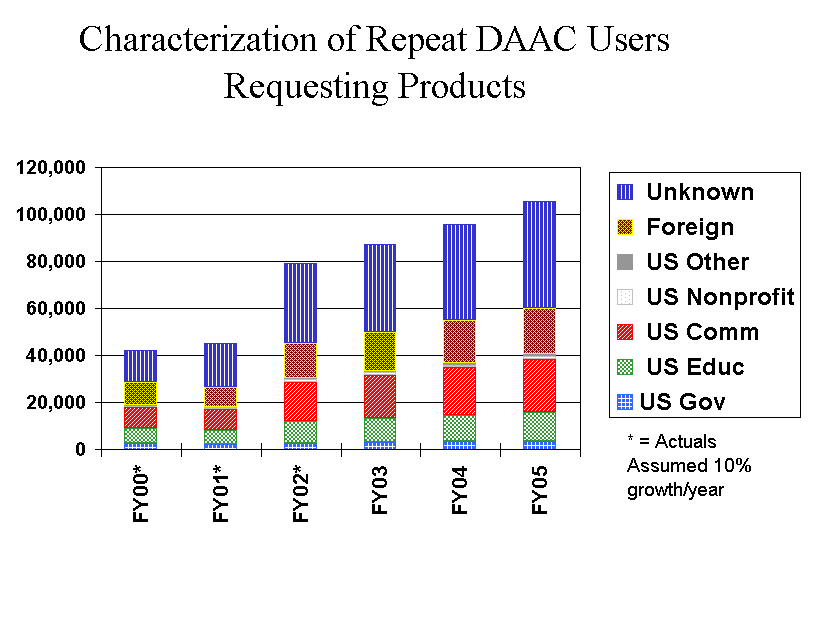 Characterization of Repeat DAAC Users
Requesting Products
120,000
100,000
80,000
60,000
40,000
20,000
0
FY00*
FY01*
FY02*
FY03
FY04
FY05
Unknown
Foreign
US Other
US Nonprofit
US Comm
US Educ
US Gov
* = Actuals
Assumed 10%
growth/year